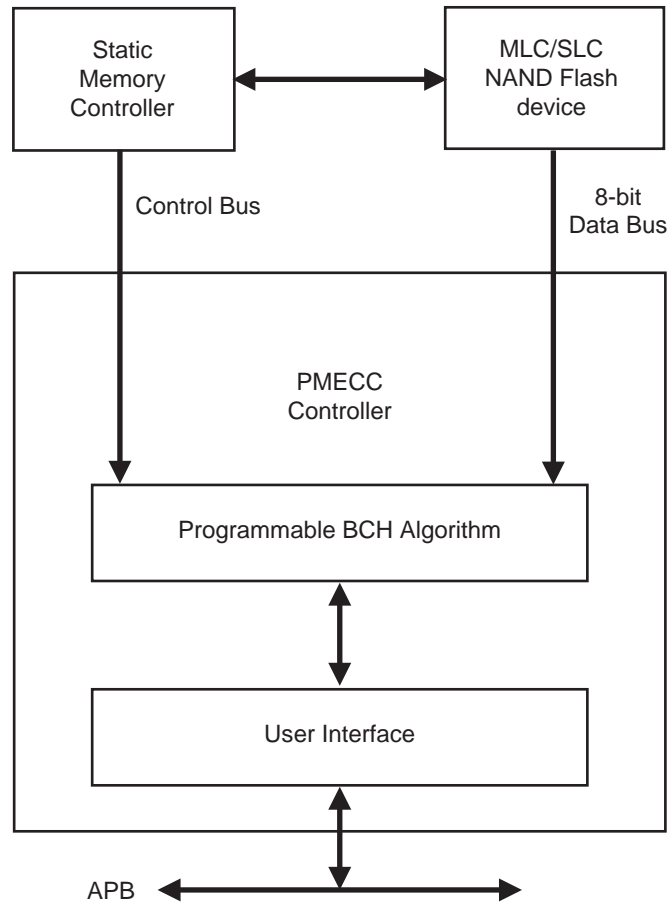 Static
Memory
Controller
MLC/SLC
NAND Flash
device
Control Bus
8-bit
Data Bus
PMECC
Controller
Programmable BCH Algorithm
User Interface
APB